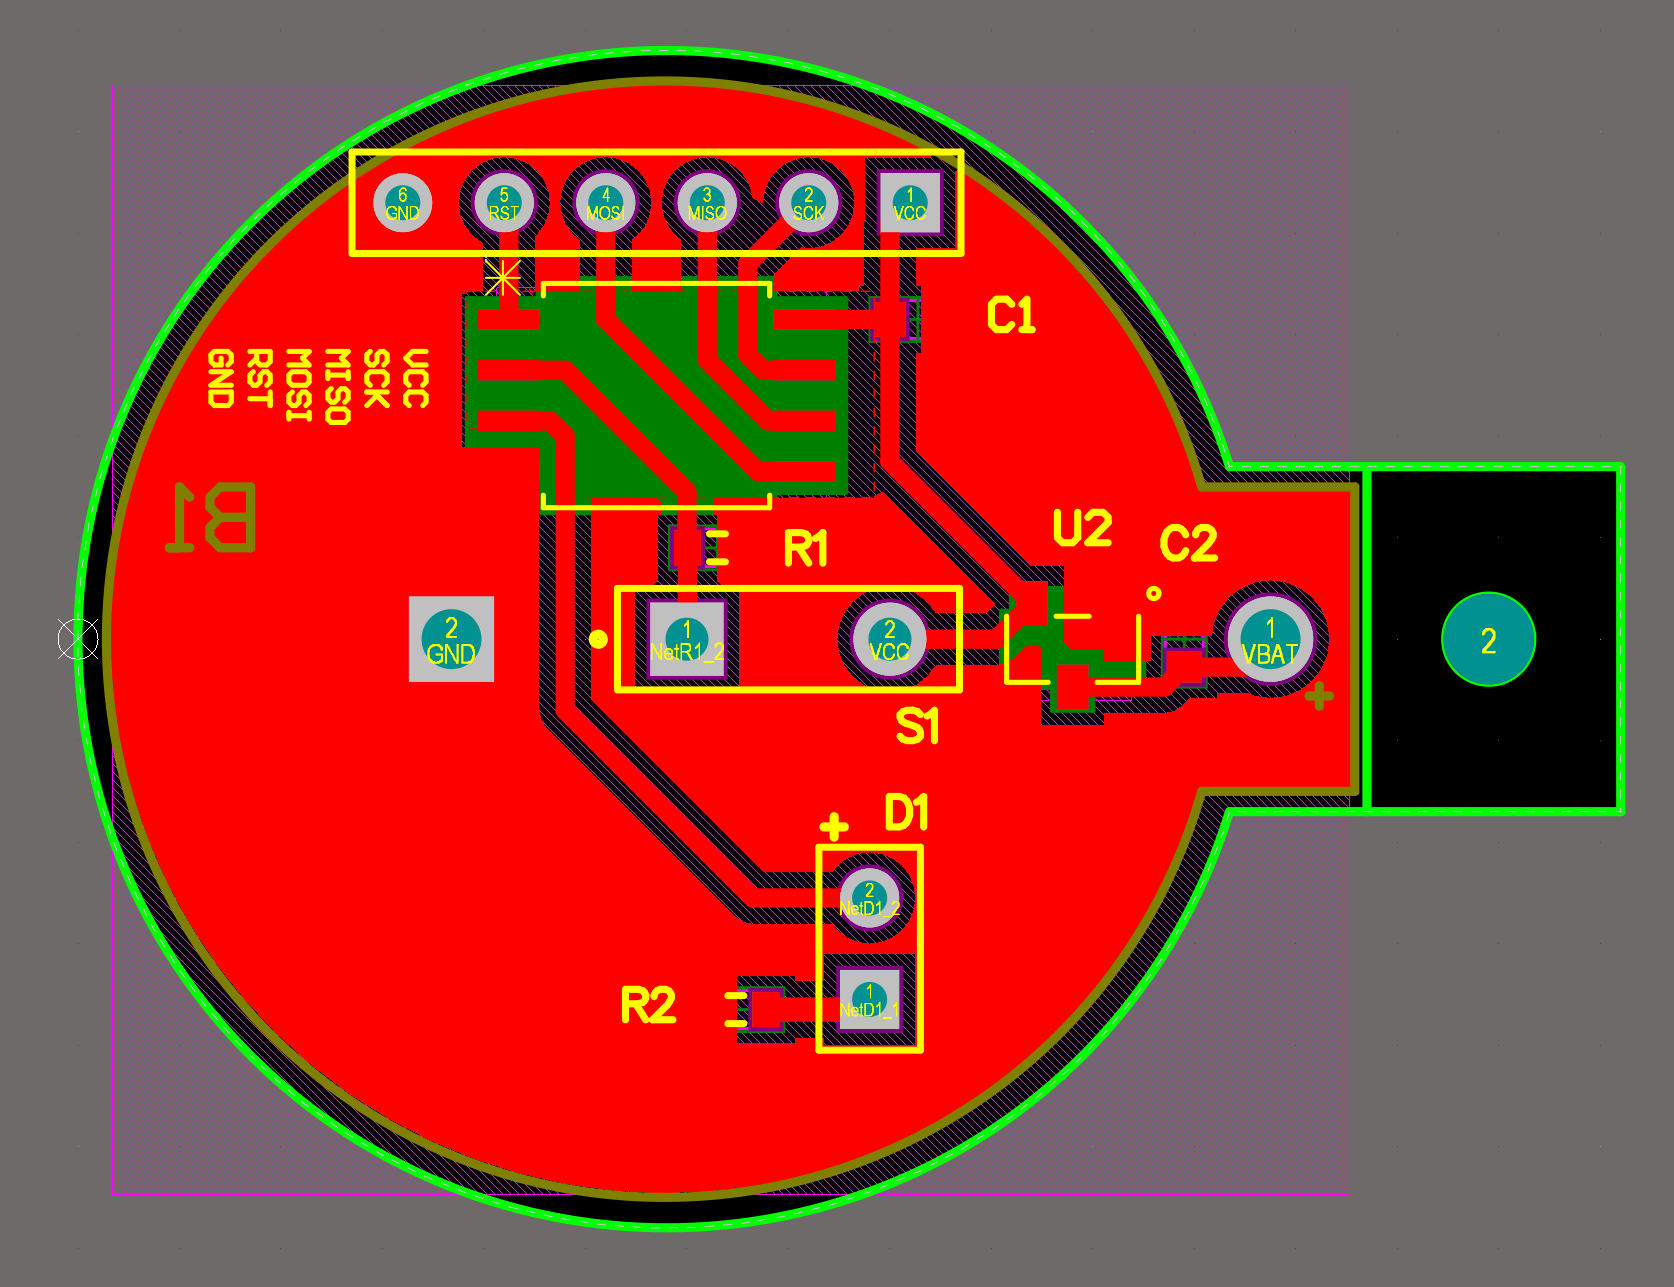 6
GND
5
RST
4
MOSI
3
MISO
2
SCK
1
VCC
C1
GND
RST
MOSI
MISO
SCK
VCC
B1
R1
U2
C2
2
GND
1
NetR1_2
2
VCC
1
VBAT
+
2
S1
+
D1
2
NetD1_2
R2
1
NetD1_1